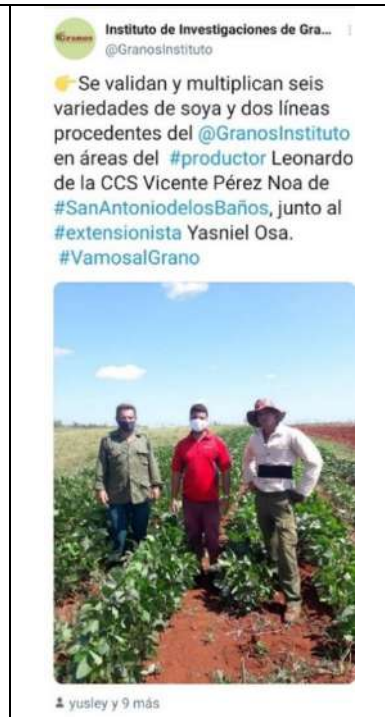 Granos
Instituto de Investigaciones de Gra...
@GranosInstituto
👉Se validan y multiplican seis
variedades de soya y dos líneas
procedentes del @GranosInstituto
en áreas del #productor Leonardo
de la CCS Vicente Pérez Noa de
#SanAntoniodelosBaños, junto al
#extensionista Yasniel Osa.
#VamosalGrano
yusley y 9 más